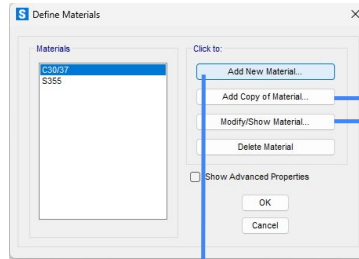 S Define Materials
Materials
Click to:
C30/37
S355
Add New Material...
Add Copy of Material...
Modify/Show Material...
Delete Material
Show Advanced Properties
OK
Cancel